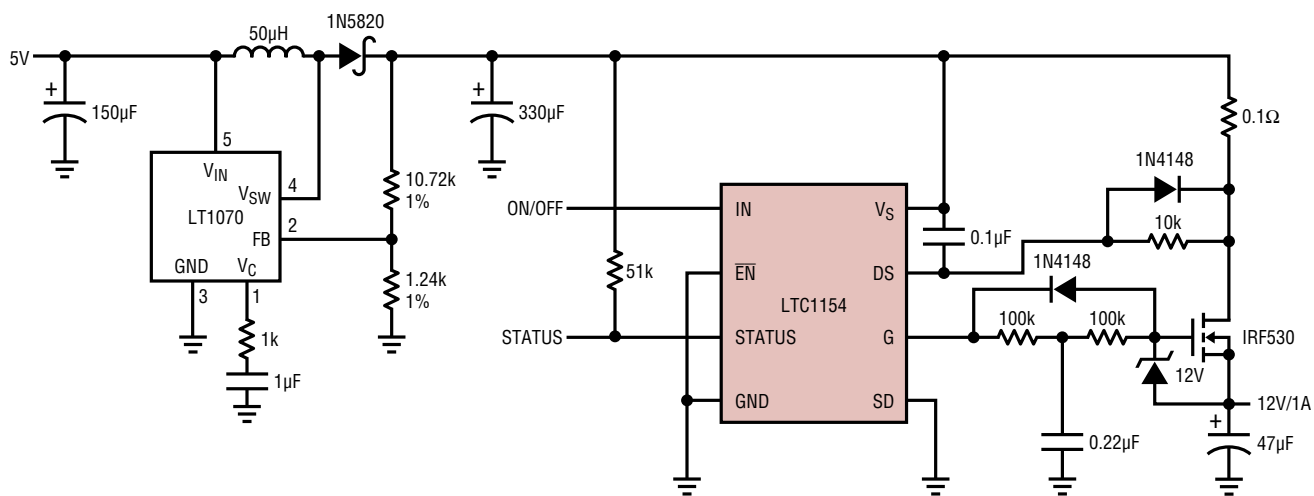 5V
50µH
1N5820
+
150µF
+
330µF
0.1Ω
5
V_IN
V_SW
4
LT1070
FB
2
GND
V_C
3
1
1k
1µF
10.72k
1%
1.24k
1%
ON/OFF
51k
STATUS
IN
V_S
E̅N̅
DS
LTC1154
STATUS
G
GND
SD
0.1µF
1N4148
10k
1N4148
100k
100k
IRF530
12V
12V/1A
0.22µF
+
47µF